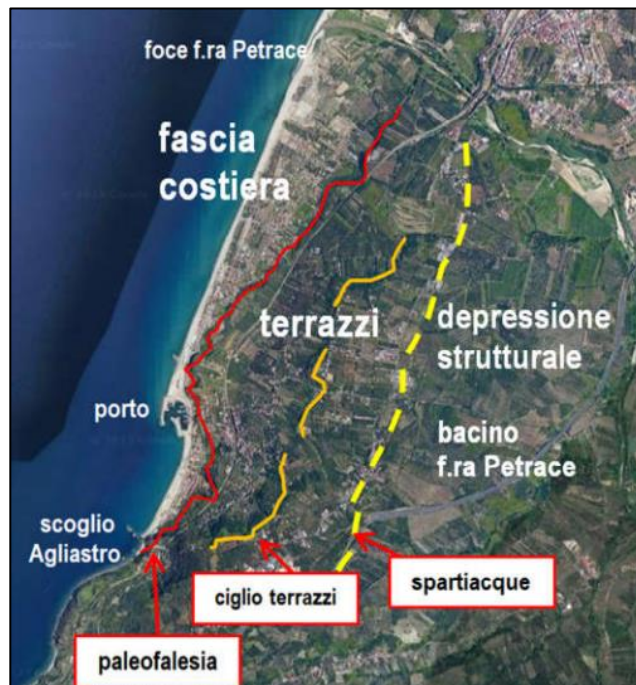 foce f.ra Petrace
fascia
costiera
terrazzi
depressione
strutturale
porto
bacino
f.ra Petrace
scoglio
Agliastro
ciglio terrazzi
spartiacque
paleofalesia